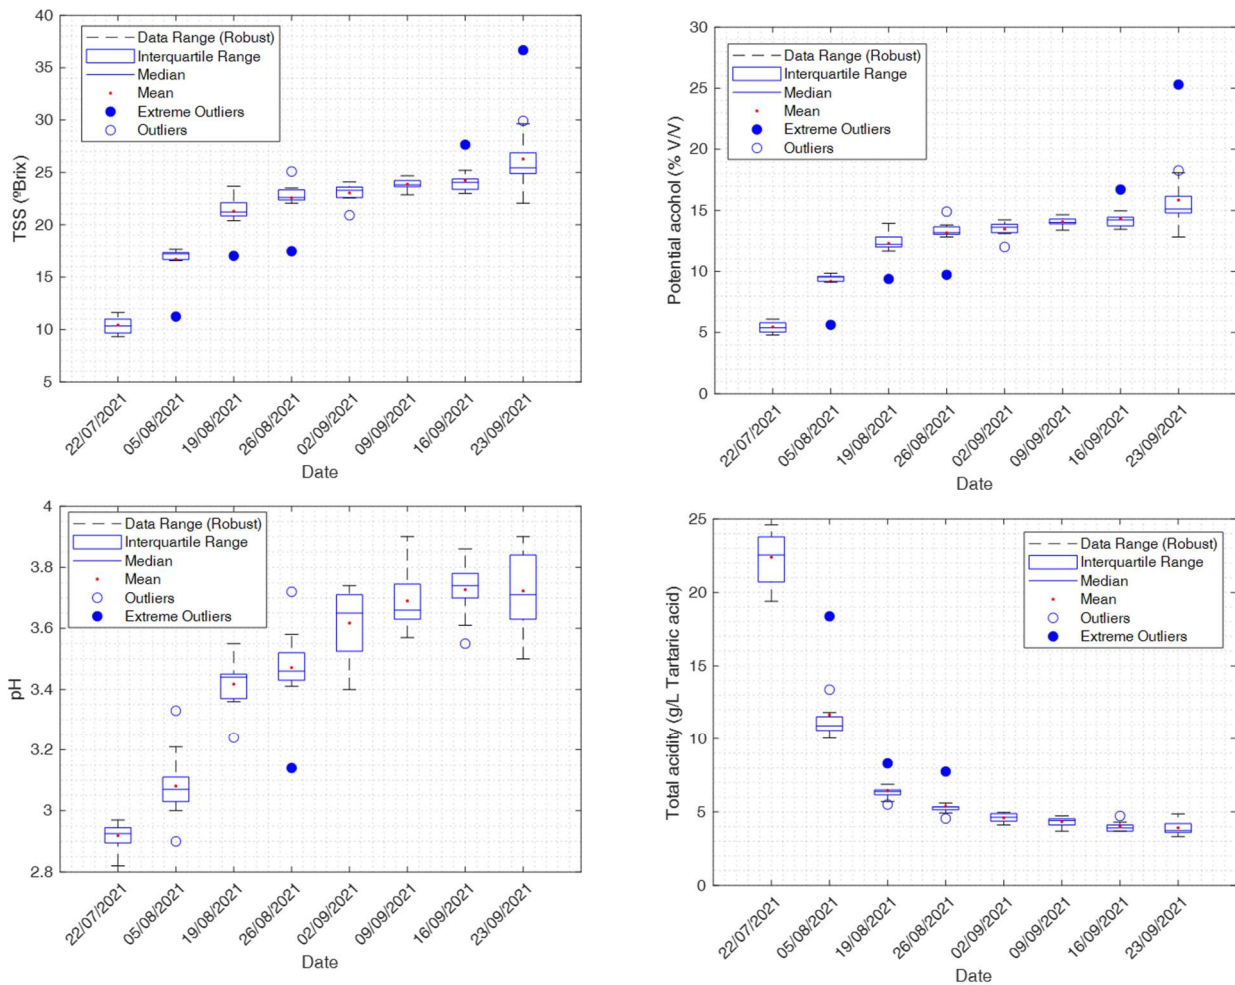 40
35
30
25
20
15
10
5
TSS (ºBrix)
Data Range (Robust)
Interquartile Range
Median
Mean
Extreme Outliers
Outliers
22/07/2021
05/08/2021
19/08/2021
26/08/2021
02/09/2021
09/09/2021
16/09/2021
23/09/2021
Date
30
25
20
15
10
5
0
Potential acohol (% V/V)
Data Range (Robust)
Interquartile Range
Median
Mean
Extreme Outliers
Outliers
22/07/2021
05/08/2021
19/08/2021
26/08/2021
02/09/2021
09/09/2021
16/09/2021
23/09/2021
Date
4
3.8
3.6
3.4
3.2
3
2.8
pH
Data Range (Robust)
Interquartile Range
Median
Mean
Outliers
Extreme Outliers
22/07/2021
05/08/2021
19/08/2021
26/08/2021
02/09/2021
09/09/2021
16/09/2021
23/09/2021
Date
25
20
15
10
5
0
Total acidity (g/L Tartaric acid)
Data Range (Robust)
Interquartile Range
Median
Mean
Outliers
Extreme Outliers
22/07/2021
05/08/2021
19/08/2021
26/08/2021
02/09/2021
09/09/2021
16/09/2021
23/09/2021
Date